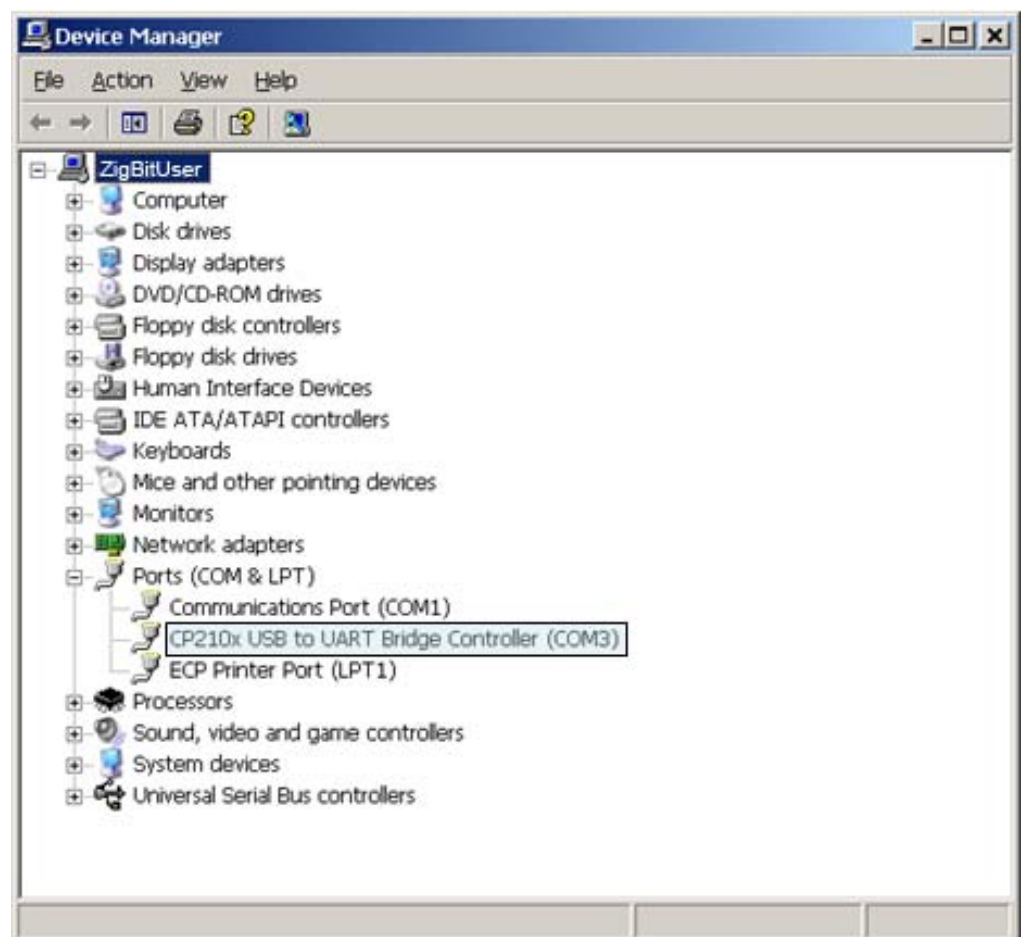 Device Manager
File Action View Help
ZigBitUser
Computer
Disk drives
Display adapters
DVD/CD-ROM drives
Floppy disk controllers
Floppy disk drives
Human Interface Devices
IDE ATA/ATAPI controllers
Keyboards
Mice and other pointing devices
Monitors
Network adapters
Ports (COM & LPT)
Communications Port (COM1)
CP210x USB to UART Bridge Controller (COM3)
ECP Printer Port (LPT1)
Processors
Sound, video and game controllers
System devices
Universal Serial Bus controllers